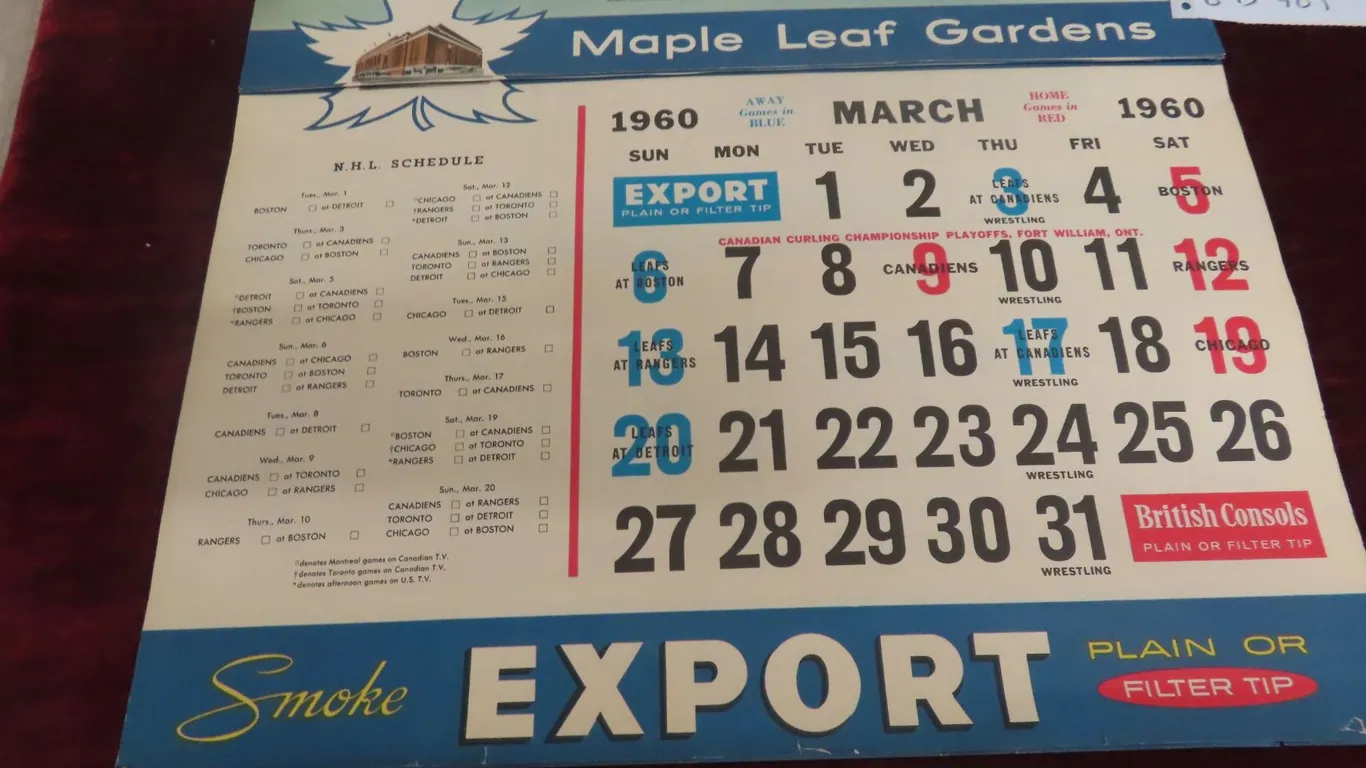 Maple Leaf Gardens
1960
AWAY
Games in
BLUE
MARCH
HOME
Games in
RED
1960
N.H.L. SCHEDULE
Tues., Mar. 1
BOSTON □ at DETROIT □
Thurs., Mar. 3
TORONTO □ at CANADIENS □
CHICAGO □ at BOSTON □
Sat., Mar. 5
□DETROIT □ at CANADIENS □
†BOSTON □ at TORONTO □
*RANGERS □ at CHICAGO □
Sun., Mar. 6
CANADIENS □ at CHICAGO □
TORONTO □ at BOSTON □
DETROIT □ at RANGERS □
Tues., Mar. 8
CANADIENS □ at DETROIT □
Wed., Mar. 9
CANADIENS □ at TORONTO □
CHICAGO □ at RANGERS □
Thurs., Mar. 10
RANGERS □ at BOSTON □
Sat., Mar. 12
□CHICAGO □ at CANADIENS □
†RANGERS □ at TORONTO □
*DETROIT □ at BOSTON □
Sun., Mar. 13
CANADIENS □ at BOSTON □
TORONTO □ at RANGERS □
DETROIT □ at CHICAGO □
Tues., Mar. 15
CHICAGO □ at DETROIT □
Wed., Mar. 16
BOSTON □ at RANGERS □
Thurs., Mar. 17
TORONTO □ at CANADIENS □
Sat., Mar. 19
□BOSTON □ at CANADIENS □
†CHICAGO □ at TORONTO □
*RANGERS □ at DETROIT □
Sun., Mar. 20
CANADIENS □ at RANGERS □
TORONTO □ at DETROIT □
CHICAGO □ at BOSTON □
□denotes Montreal games on Canadian T.V.
†denotes Toronto games on Canadian T.V.
*denotes afternoon games on U.S. T.V.
SUN MON TUE WED THU FRI SAT
EXPORT
PLAIN OR FILTER TIP
1 2 3 4 5
LEAFS
AT CANADIENS
WRESTLING
BOSTON
CANADIAN CURLING CHAMPIONSHIP PLAYOFFS, FORT WILLIAM, ONT.
6 7 8 9 10 11 12
LEAFS
AT BOSTON
CANADIENS
WRESTLING
RANGERS
13 14 15 16 17 18 19
LEAFS
AT RANGERS
LEAFS
AT CANADIENS
WRESTLING
CHICAGO
20 21 22 23 24 25 26
LEAFS
AT DETROIT
WRESTLING
27 28 29 30 31
WRESTLING
British Consols
PLAIN OR FILTER TIP
Smoke EXPORT PLAIN OR
FILTER TIP